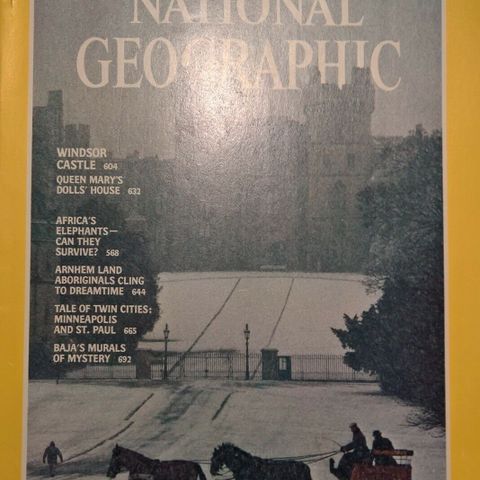 NATIONAL
GEOGRAPHIC
WINDSOR
CASTLE 604
QUEEN MARY'S
DOLLS' HOUSE 632
AFRICA'S
ELEPHANTS—
CAN THEY
SURVIVE? 568
ARNHEM LAND
ABORIGINALS CLING
TO DREAMTIME 644
TALE OF TWIN CITIES:
MINNEAPOLIS
AND ST. PAUL 665
BAJA'S MURALS
OF MYSTERY 692